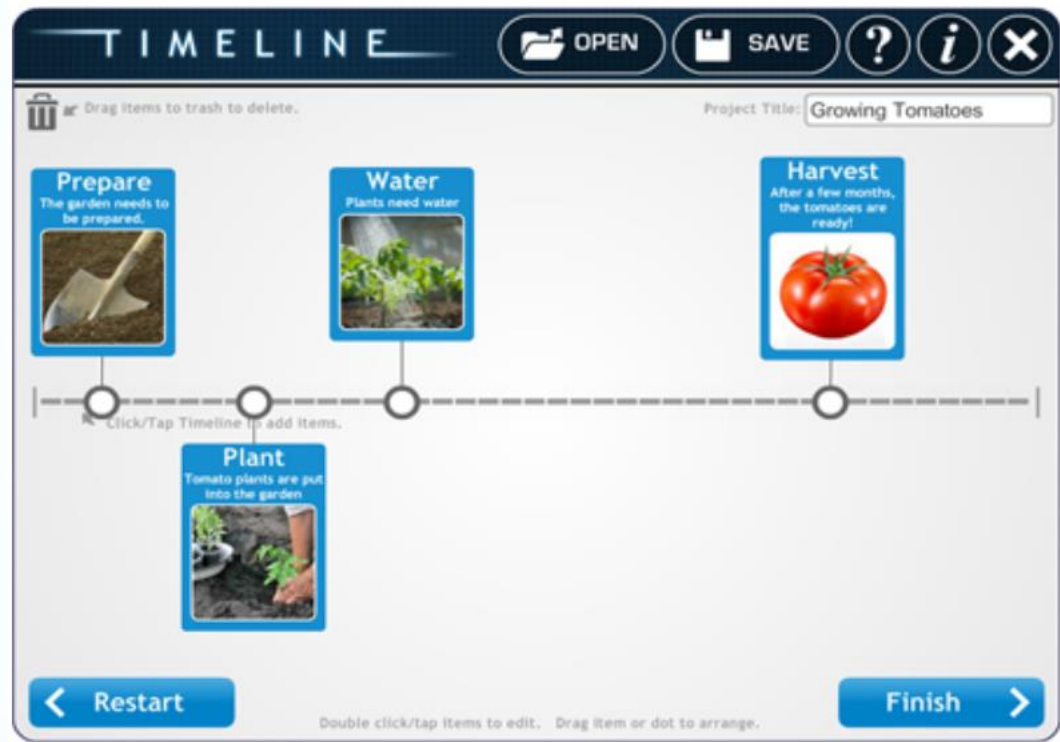 TIMELINE
OPEN
SAVE
?
i
X
Drag items to trash to delete.
Project Title: Growing Tomatoes
Prepare
The garden needs to
be prepared.
Water
Plants need water
Harvest
After a few months,
the tomatoes are
ready!
Click/Tap Timeline to add items.
Plant
Tomato plants are put
into the garden
Restart
Double click/tap items to edit. Drag item or dot to arrange.
Finish